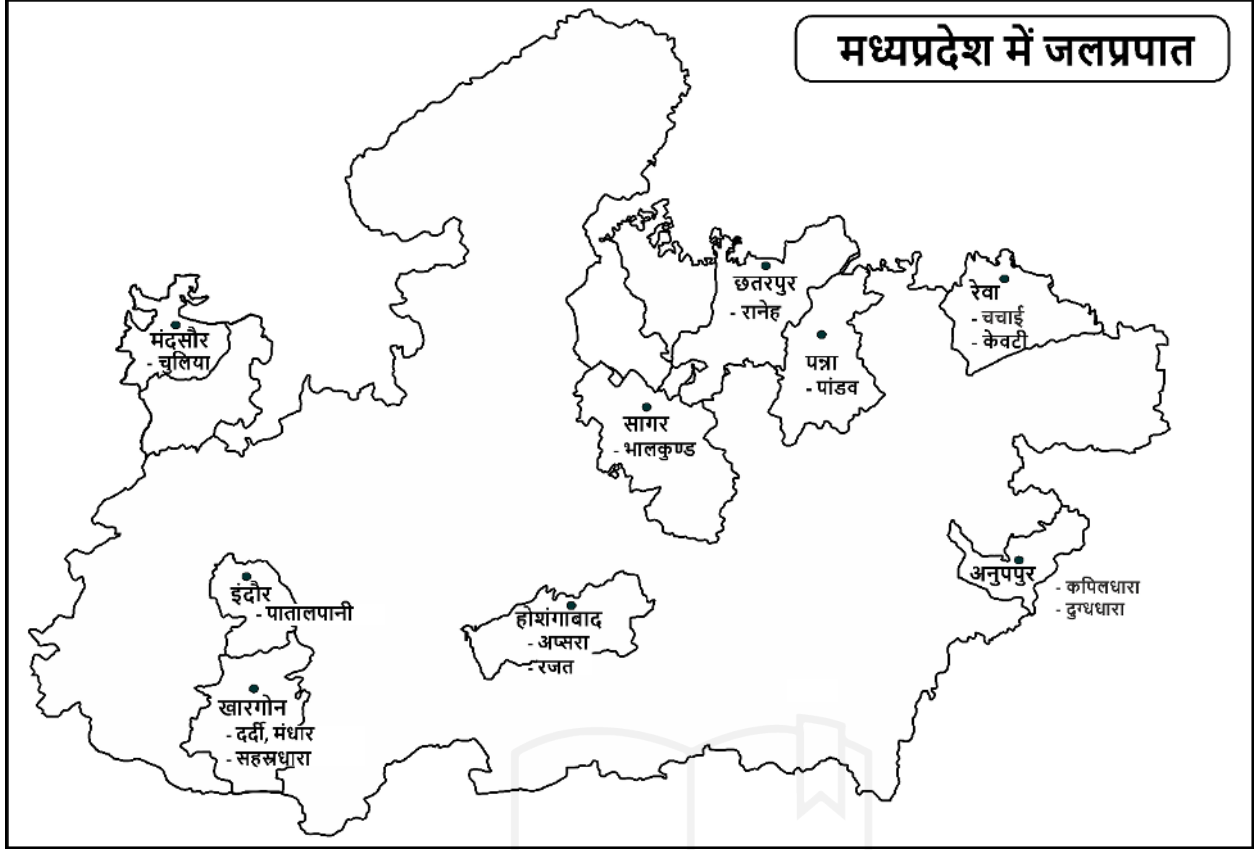 मध्यप्रदेश में जलप्रपात
छतरपुर
- रानेह
रेवा
- चचाई
- केवटी
मंदसौर
- चुलिया
पन्ना
- पांडव
सागर
- भालकुण्ड
अनुपपुर
- कपिलधारा
- दुग्धधारा
इंदौर
- पातालपानी
होशंगाबाद
- अप्सरा
- रजत
खारगोन
- दर्दी, मंधार
- सहस्रधारा